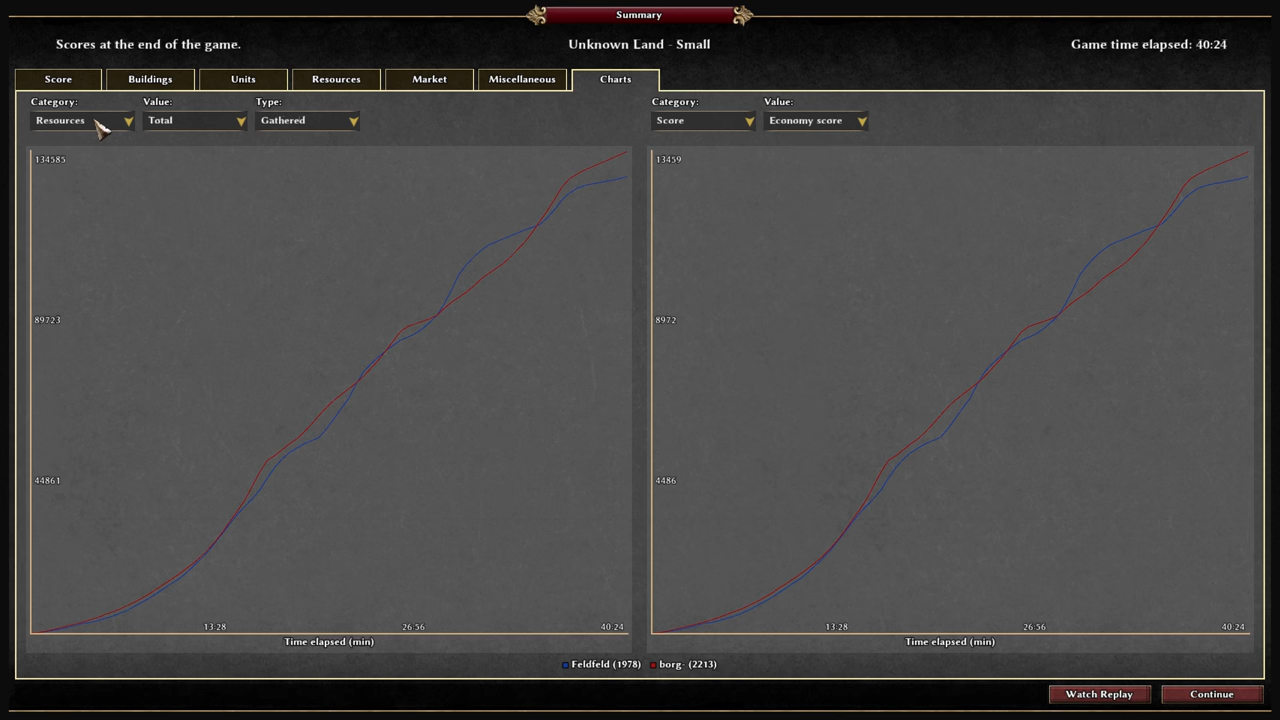 Summary
Scores at the end of the game.
Unknown Land - Small
Game time elapsed: 40:24
Score
Buildings
Units
Resources
Market
Miscellaneous
Charts
Category:
Value:
Type:
Resources
Total
Gathered
Category:
Value:
Score
Economy score
134585
89723
44861
13:28
26:56
40:24
Time elapsed (min)
13459
8972
4486
13:28
26:56
40:24
Time elapsed (min)
Feldfeld (1978)
borg- (2213)
Watch Replay
Continue